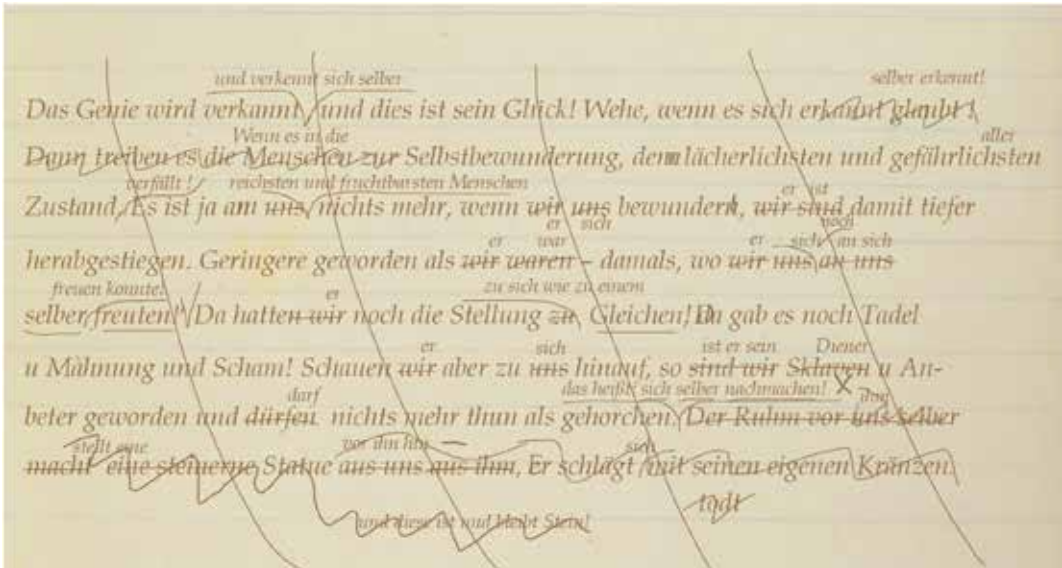 und verkennt sich selber selber erkennt!
Das Genie wird verkannt und dies ist sein Glück! Wehe, wenn es sich erkannt glaubt!
Wenn es in die aller
Denn treiben es die Menschen zur Selbstbewunderung, dem lächerlichsten und gefährlichsten
verfällt! reichsten und fruchtbarsten Menschen er ist
Zustand, Es ist ja am uns nichts mehr, wenn wir uns bewundern, wir sind damit tiefer
er sich noch
er war er sich an sich
herabgestiegen. Geringere geworden als wir waren – damals, wo wir uns an uns
freuen konnte! er zu sich wie zu einem
selber freuten! Da hatten wir noch die Stellung zu Gleichen! Da gab es noch Tadel
er sich ist er sein Diener
u Mahnung und Scham! Schauen wir aber zu uns hinauf, so sind wir Sklaven u An-
darf das heißt: sich selber nachmachen! X ihm
beter geworden und dürfen nichts mehr thun als gehorchen. Der Ruhm vor uns selber
stellt eine vor ihn hin – sich
macht eine steinerne Statue aus uns aus ihm, Er schlägt mit seinen eigenen Kränzen.
todt
und diese ist und bleibt Stein!